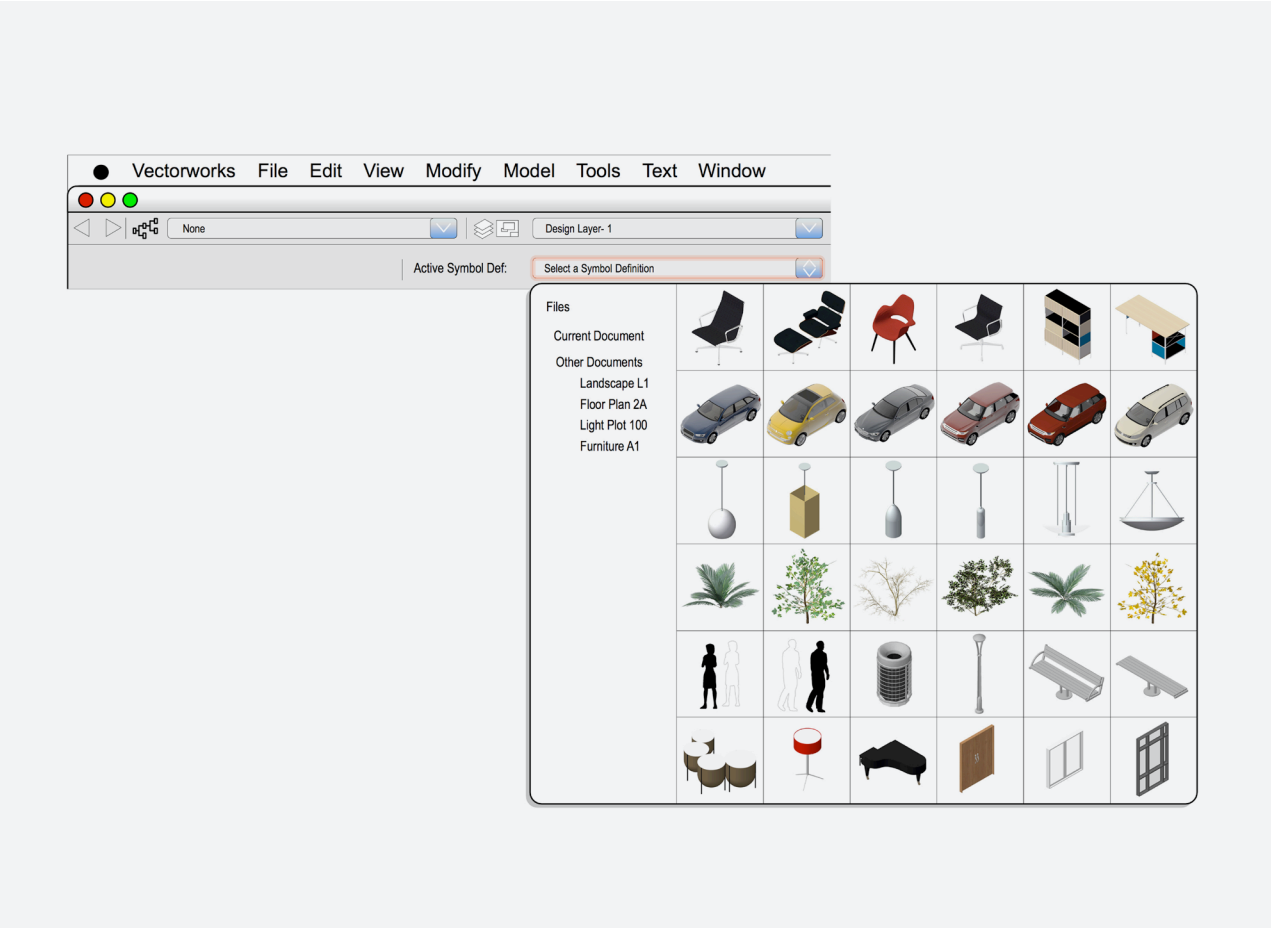 Vectorworks File Edit View Modify Model Tools Text Window
None Design Layer- 1
Active Symbol Def: Select a Symbol Definition
Files
Current Document
Other Documents
Landscape L1
Floor Plan 2A
Light Plot 100
Furniture A1